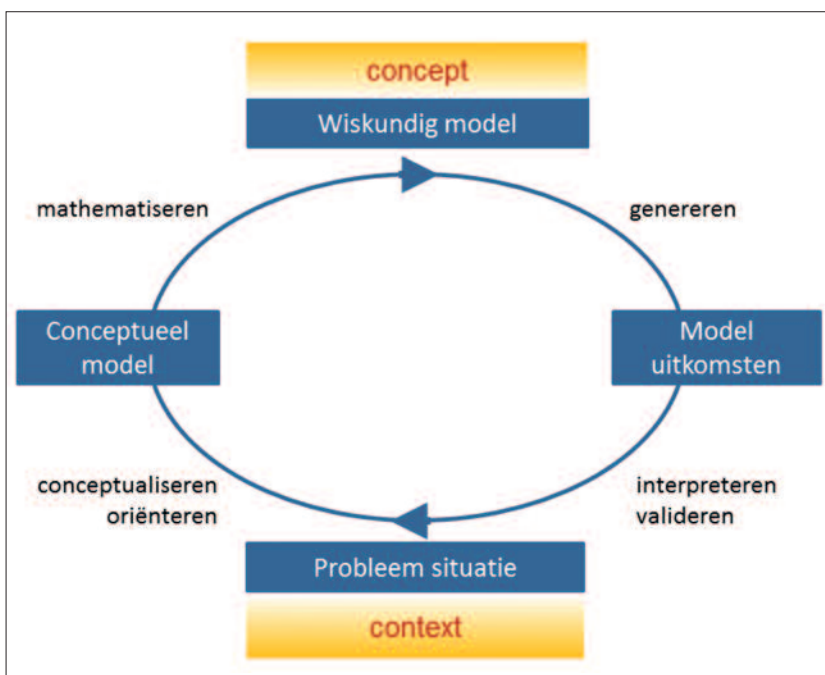 concept
Wiskundig model
mathematiseren
genereren
Conceptueel
model
Model
uitkomsten
conceptualiseren
oriënteren
interpreteren
valideren
Probleem situatie
context